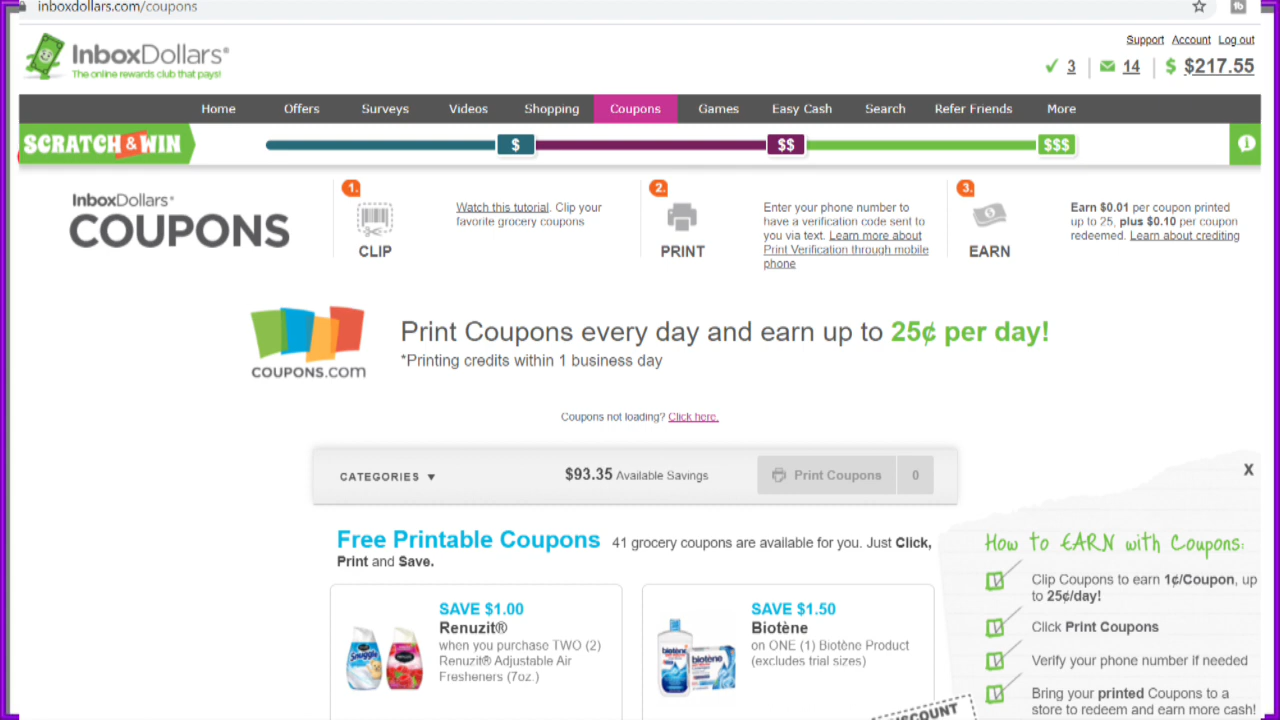 inboxdollars.com/coupons
Support Account Log out
InboxDollars®
The online rewards club that pays!
3 14 $ $217.55
Home Offers Surveys Videos Shopping Coupons Games Easy Cash Search Refer Friends More
SCRATCH & WIN $ $$ $$$
InboxDollars®
COUPONS
1.
CLIP
Watch this tutorial. Clip your
favorite grocery coupons
2.
PRINT
Enter your phone number to
have a verification code sent to
you via text. Learn more about
Print Verification through mobile
phone
3.
EARN
Earn $0.01 per coupon printed
up to 25, plus $0.10 per coupon
redeemed. Learn about crediting
COUPONS.com
Print Coupons every day and earn up to 25¢ per day!
*Printing credits within 1 business day
Coupons not loading? Click here.
CATEGORIES ▼ $93.35 Available Savings Print Coupons 0
Free Printable Coupons 41 grocery coupons are available for you. Just Click,
Print and Save.
SAVE $1.00
Renuzit®
when you purchase TWO (2)
Renuzit® Adjustable Air
Fresheners (7oz.)
Snuggle
SAVE $1.50
Biotène
on ONE (1) Biotène Product
(excludes trial sizes)
biotène
biotène
X
How to EARN with Coupons:
Clip Coupons to earn 1¢/Coupon, up
to 25¢/day!
Click Print Coupons
Verify your phone number if needed
Bring your printed Coupons to a
store to redeem and earn more cash!